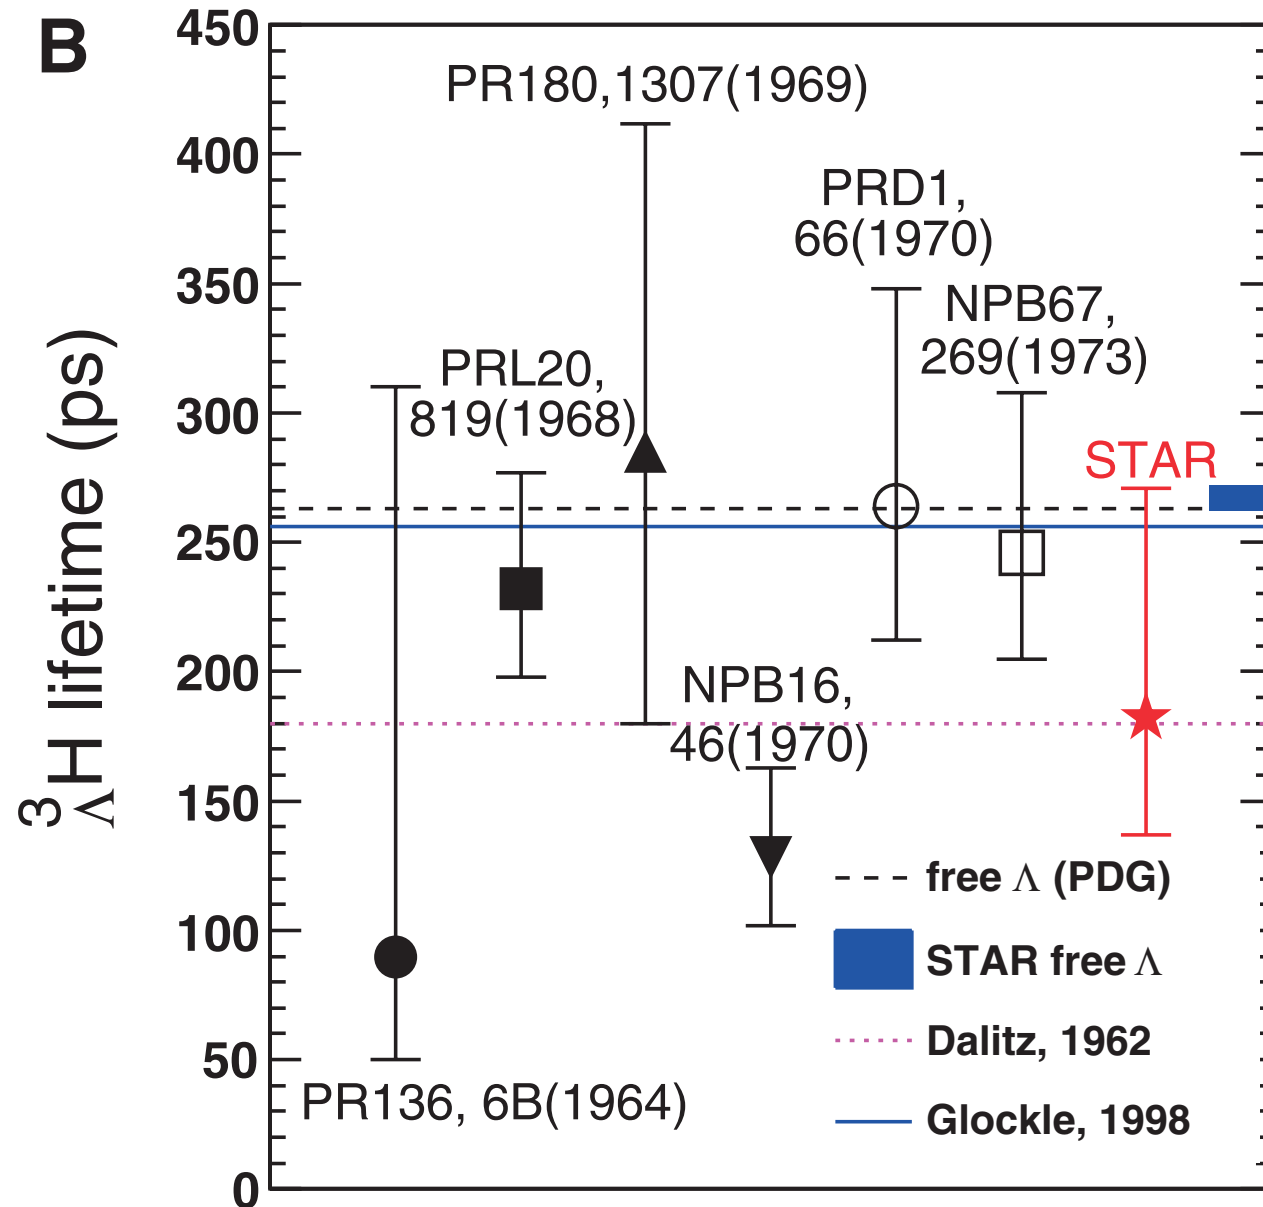 B
450
400
350
300
250
200
150
100
50
0
³ΛH lifetime (ps)
PR180,1307(1969)
PRD1,
66(1970)
NPB67,
269(1973)
PRL20,
819(1968)
STAR
NPB16,
46(1970)
PR136, 6B(1964)
free Λ (PDG)
STAR free Λ
Dalitz, 1962
Glockle, 1998